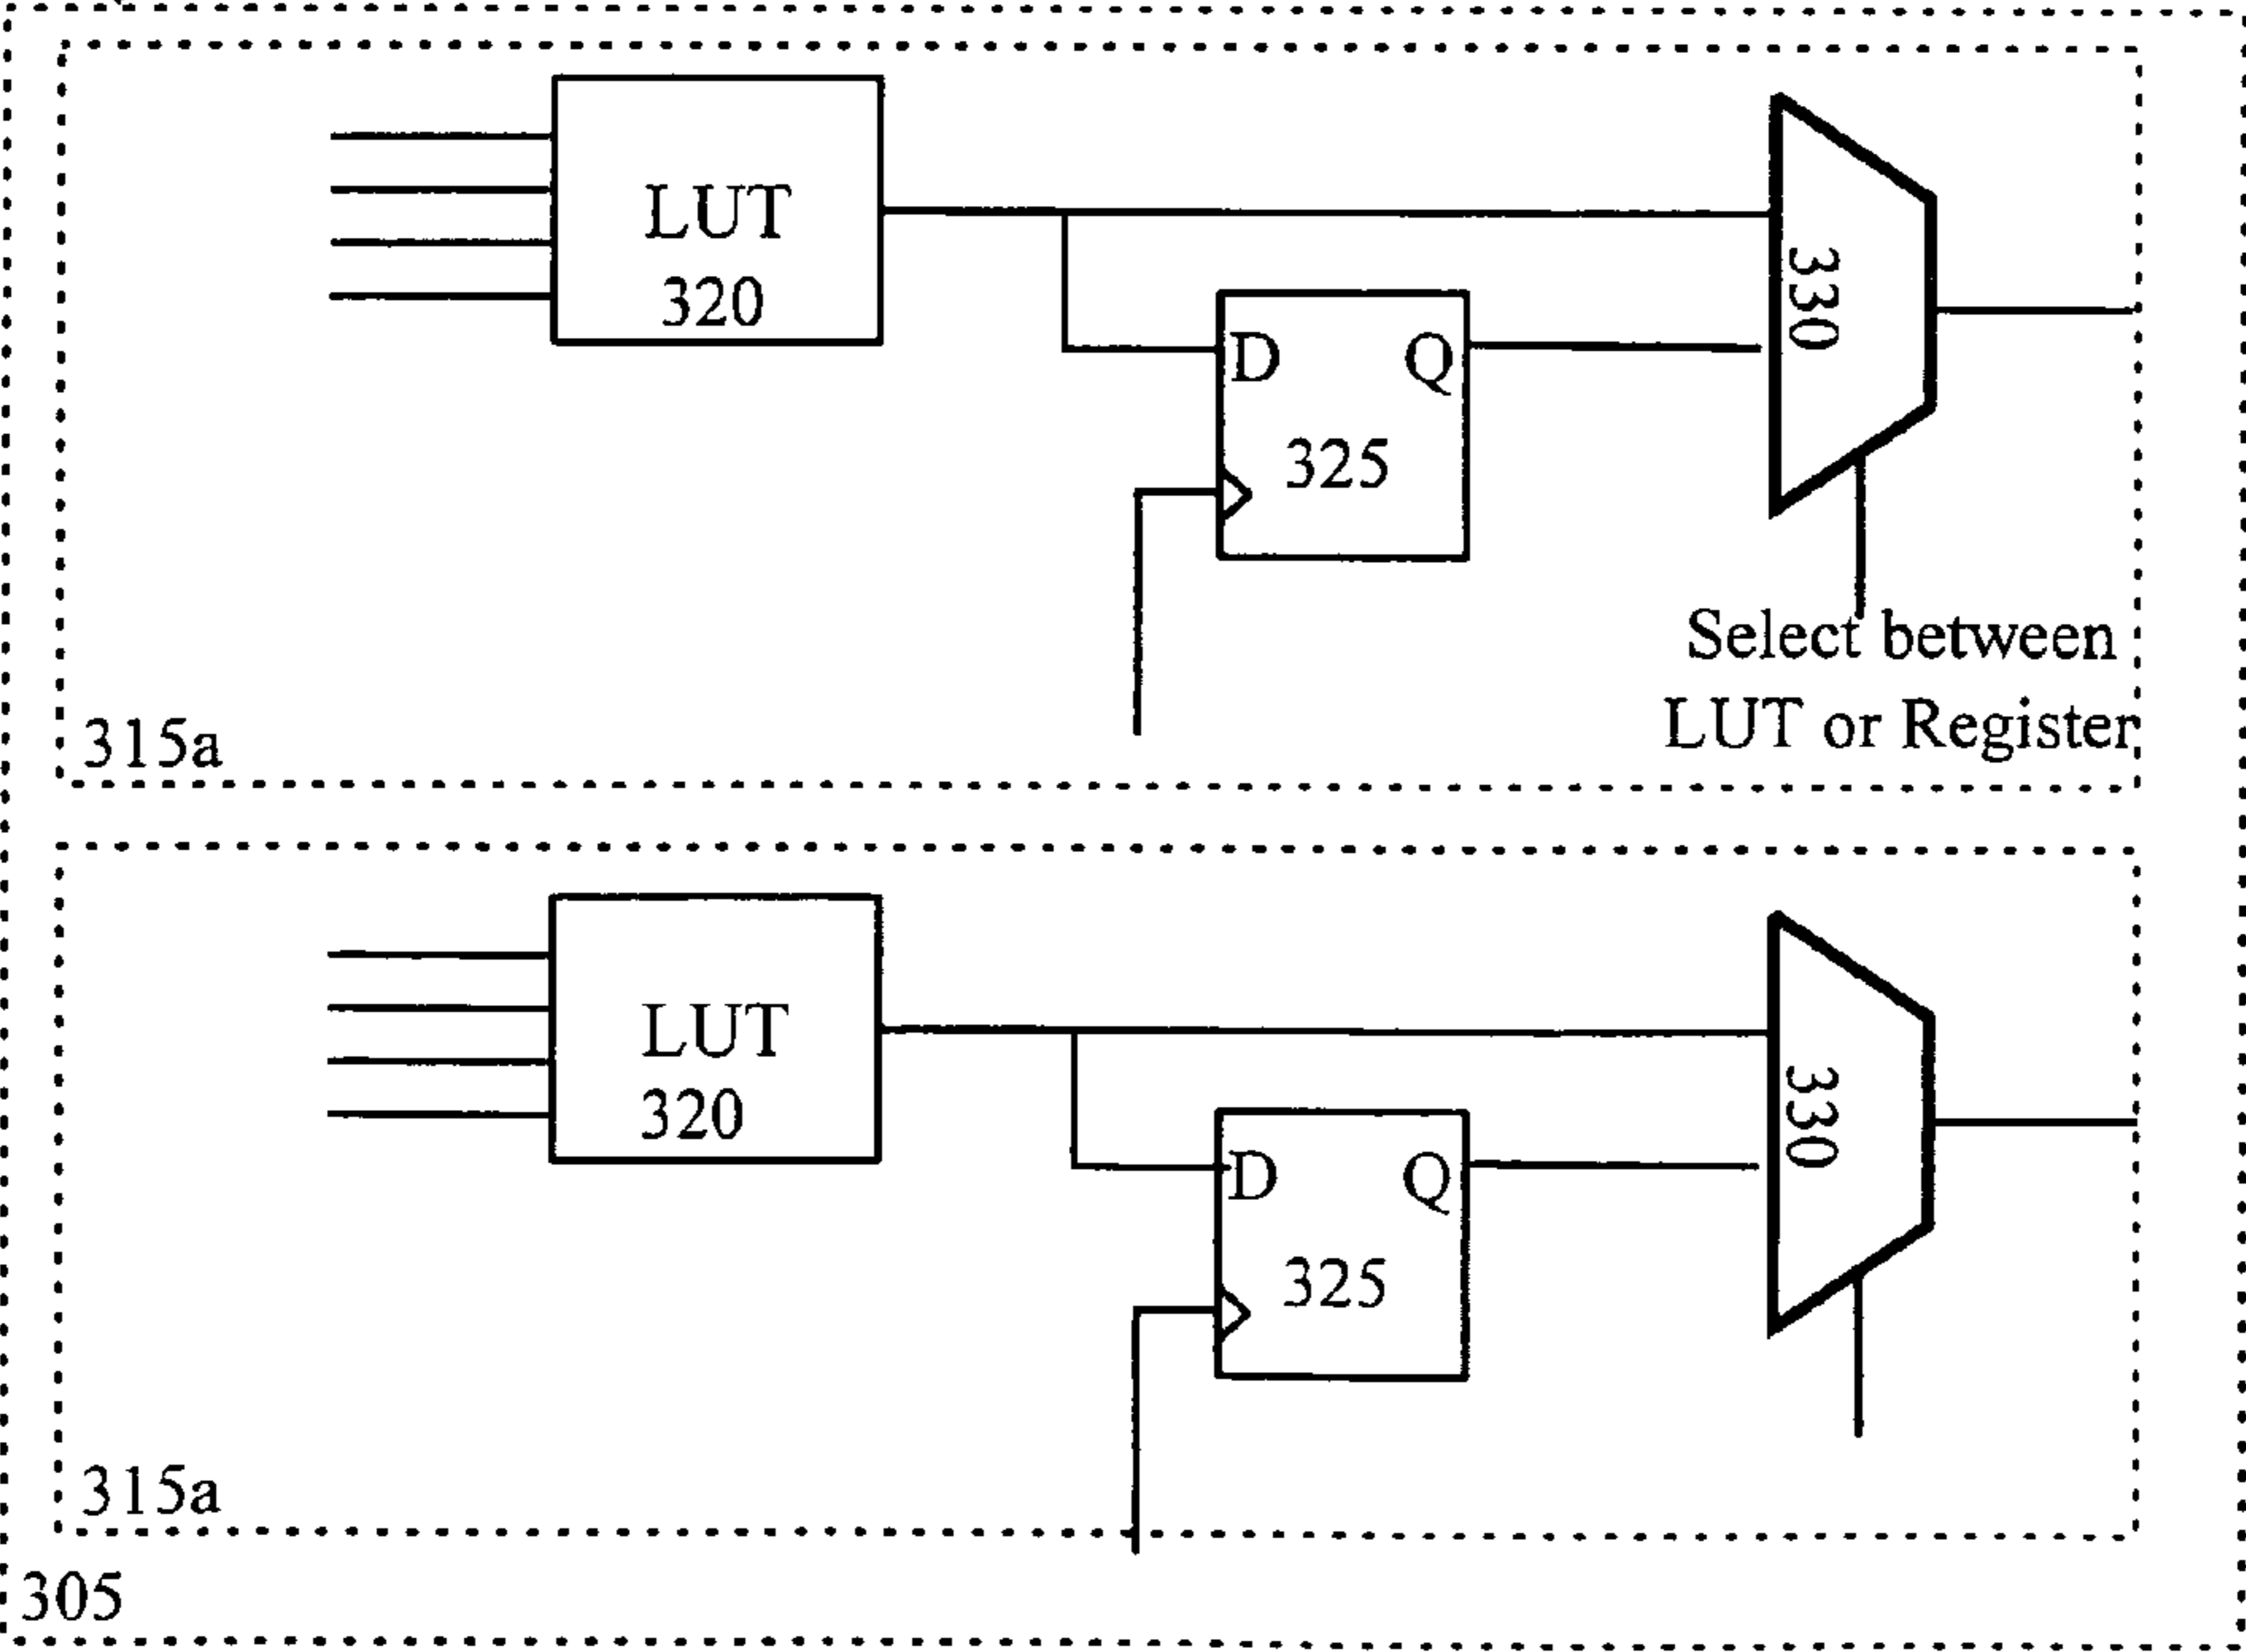 LUT
320
330
D Q
325
Select between
LUT or Register
315a
LUT
320
330
D Q
325
315a
305